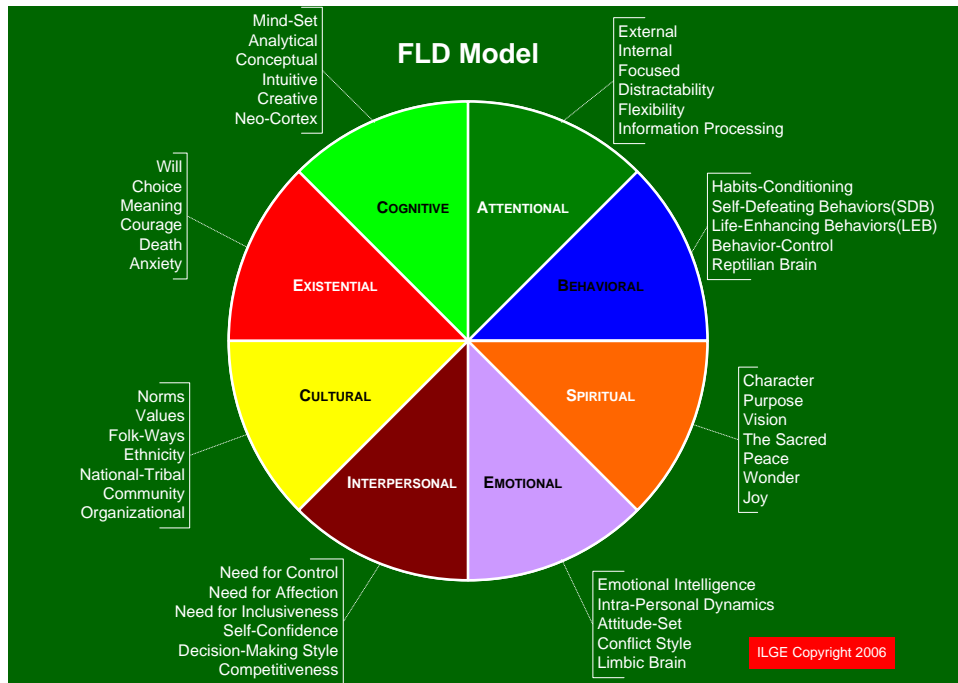 FLD Model
Mind-Set
Analytical
Conceptual
Intuitive
Creative
Neo-Cortex
External
Internal
Focused
Distractability
Flexibility
Information Processing
Will
Choice
Meaning
Courage
Death
Anxiety
Habits-Conditioning
Self-Defeating Behaviors(SDB)
Life-Enhancing Behaviors(LEB)
Behavior-Control
Reptilian Brain
COGNITIVE
ATTENTIONAL
EXISTENTIAL
BEHAVIORAL
CULTURAL
SPIRITUAL
INTERPERSONAL
EMOTIONAL
Norms
Values
Folk-Ways
Ethnicity
National-Tribal
Community
Organizational
Character
Purpose
Vision
The Sacred
Peace
Wonder
Joy
Need for Control
Need for Affection
Need for Inclusiveness
Self-Confidence
Decision-Making Style
Competitiveness
Emotional Intelligence
Intra-Personal Dynamics
Attitude-Set
Conflict Style
Limbic Brain
ILGE Copyright 2006